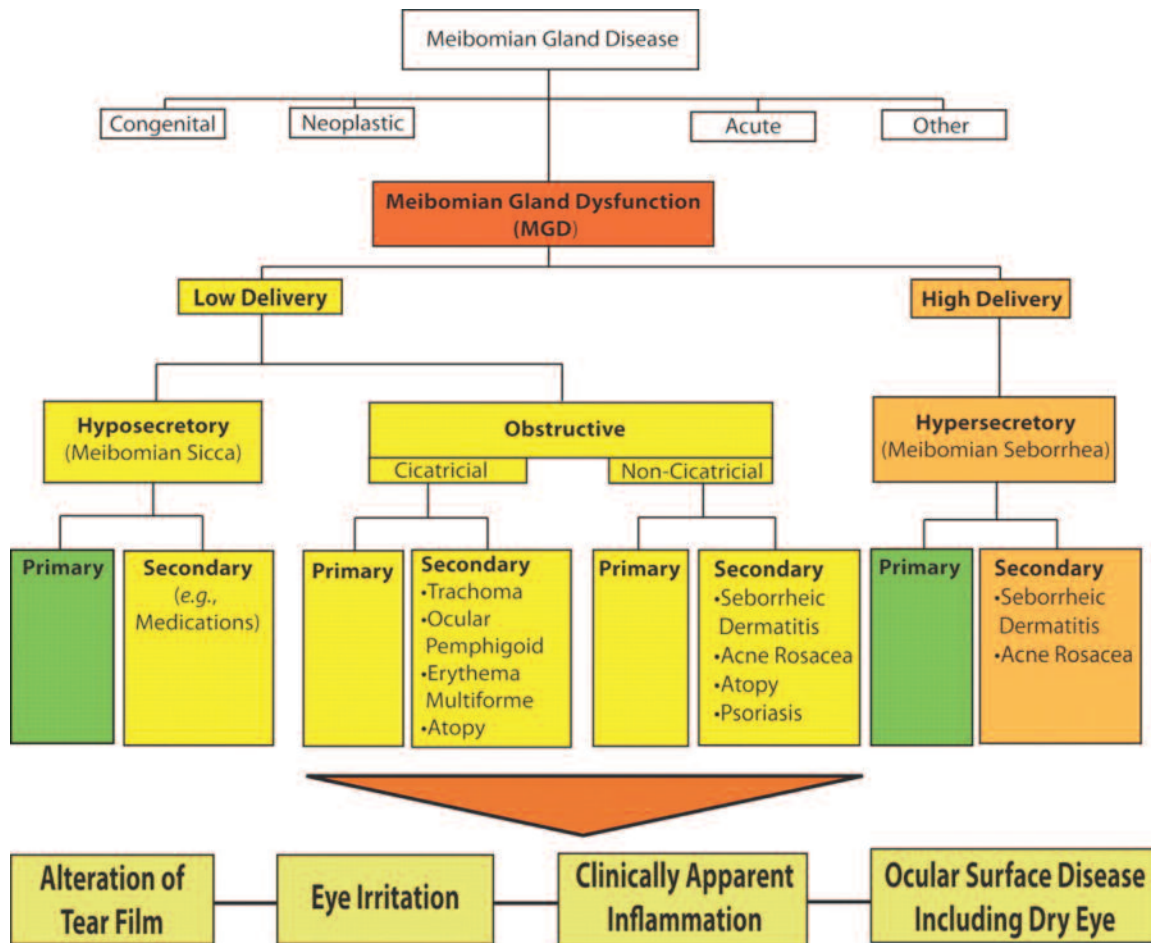 Meibomian Gland Disease
Congenital
Neoplastic
Acute
Other
Meibomian Gland Dysfunction
(MGD)
Low Delivery
High Delivery
Hyposecretory
(Meibomian Sicca)
Obstructive
Cicatricial
Non-Cicatricial
Hypersecretory
(Meibomian Seborrhea)
Primary
Secondary
(e.g.,
Medications)
Primary
Secondary
•Trachoma
•Ocular
Pemphigoid
•Erythema
Multiforme
•Atopy
Primary
Secondary
•Seborrheic
Dermatitis
•Acne Rosacea
•Atopy
•Psoriasis
Primary
Secondary
•Seborrheic
Dermatitis
•Acne Rosacea
Alteration of
Tear Film
Eye Irritation
Clinically Apparent
Inflammation
Ocular Surface Disease
Including Dry Eye